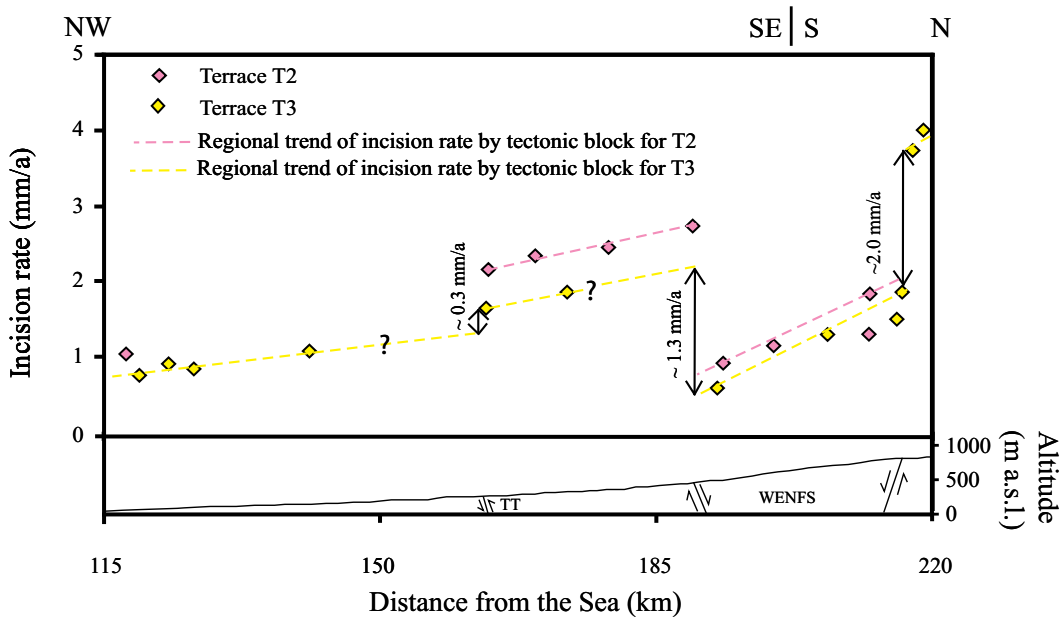 NW SE S N
5
Terrace T2
Terrace T3
4
Regional trend of incision rate by tectonic block for T2
Regional trend of incision rate by tectonic block for T3
3
2
1
0
Incision rate (mm/a)
?
~ 0.3 mm/a
?
~ 1.3 mm/a
~2.0 mm/a
1000
500
0
Altitude
(m a.s.l.)
TT
WENFS
115 150 185 220
Distance from the Sea (km)